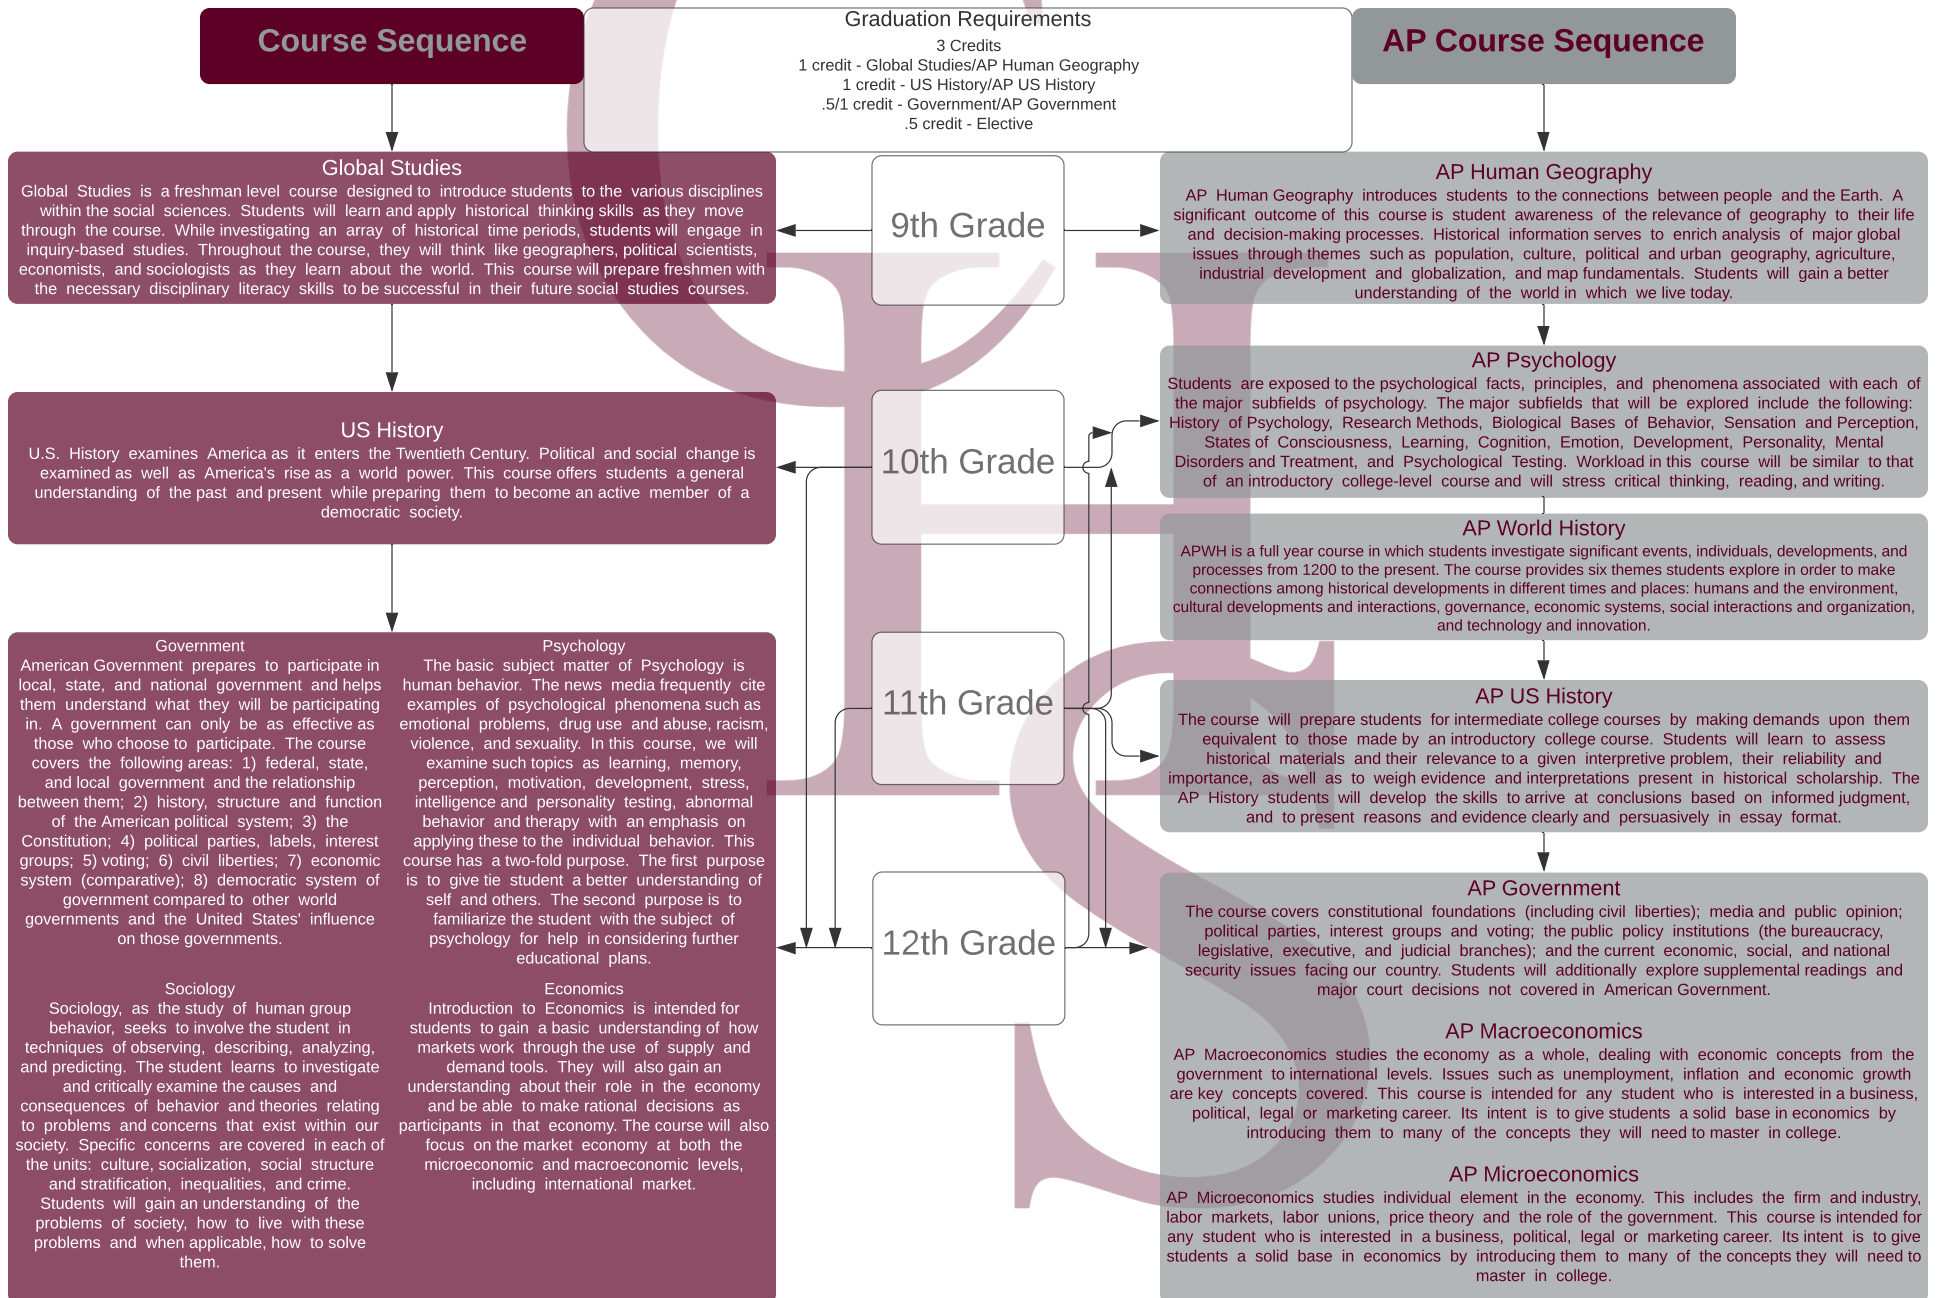 Course Sequence
Graduation Requirements
3 Credits
1 credit - Global Studies/AP Human Geography
1 credit - US History/AP US History
.5/1 credit - Government/AP Government
.5 credit - Elective
AP Course Sequence
Global Studies
Global Studies is a freshman level course designed to introduce students to the various disciplines
within the social sciences. Students will learn and apply historical thinking skills as they move
through the course. While investigating an array of historical time periods, students will engage in
inquiry-based studies. Throughout the course, they will think like geographers, political scientists,
economists, and sociologists as they learn about the world. This course will prepare freshmen with
the necessary disciplinary literacy skills to be successful in their future social studies courses.
9th Grade
AP Human Geography
AP Human Geography introduces students to the connections between people and the Earth. A
significant outcome of this course is student awareness of the relevance of geography to their life
and decision-making processes. Historical information serves to enrich analysis of major global
issues through themes such as population, culture, political and urban geography, agriculture,
industrial development and globalization, and map fundamentals. Students will gain a better
understanding of the world in which we live today.
US History
U.S. History examines America as it enters the Twentieth Century. Political and social change is
examined as well as America's rise as a world power. This course offers students a general
understanding of the past and present while preparing them to become an active member of a
democratic society.
10th Grade
AP Psychology
Students are exposed to the psychological facts, principles, and phenomena associated with each of
the major subfields of psychology. The major subfields that will be explored include the following:
History of Psychology, Research Methods, Biological Bases of Behavior, Sensation and Perception,
States of Consciousness, Learning, Cognition, Emotion, Development, Personality, Mental
Disorders and Treatment, and Psychological Testing. Workload in this course will be similar to that
of an introductory college-level course and will stress critical thinking, reading, and writing.
AP World History
APWH is a full year course in which students investigate significant events, individuals, developments, and
processes from 1200 to the present. The course provides six themes students explore in order to make
connections among historical developments in different times and places: humans and the environment,
cultural developments and interactions, governance, economic systems, social interactions and organization,
and technology and innovation.
Government
American Government prepares to participate in
local, state, and national government and helps
them understand what they will be participating
in. A government can only be as effective as
those who choose to participate. The course
covers the following areas: 1) federal, state,
and local government and the relationship
between them; 2) history, structure and function
of the American political system; 3) the
Constitution; 4) political parties, labels, interest
groups; 5) voting; 6) civil liberties; 7) economic
system (comparative); 8) democratic system of
government compared to other world
governments and the United States' influence
on those governments.
Psychology
The basic subject matter of Psychology is
human behavior. The news media frequently cite
examples of psychological phenomena such as
emotional problems, drug use and abuse, racism,
violence, and sexuality. In this course, we will
examine such topics as learning, memory,
perception, motivation, development, stress,
intelligence and personality testing, abnormal
behavior and therapy with an emphasis on
applying these to the individual behavior. This
course has a two-fold purpose. The first purpose
is to give tie student a better understanding of
self and others. The second purpose is to
familiarize the student with the subject of
psychology for help in considering further
educational plans.
Sociology
Sociology, as the study of human group
behavior, seeks to involve the student in
techniques of observing, describing, analyzing,
and predicting. The student learns to investigate
and critically examine the causes and
consequences of behavior and theories relating
to problems and concerns that exist within our
society. Specific concerns are covered in each of
the units: culture, socialization, social structure
and stratification, inequalities, and crime.
Students will gain an understanding of the
problems of society, how to live with these
problems and when applicable, how to solve
them.
Economics
Introduction to Economics is intended for
students to gain a basic understanding of how
markets work through the use of supply and
demand tools. They will also gain an
understanding about their role in the economy
and be able to make rational decisions as
participants in that economy. The course will also
focus on the market economy at both the
microeconomic and macroeconomic levels,
including international market.
11th Grade
12th Grade
AP US History
The course will prepare students for intermediate college courses by making demands upon them
equivalent to those made by an introductory college course. Students will learn to assess
historical materials and their relevance to a given interpretive problem, their reliability and
importance, as well as to weigh evidence and interpretations present in historical scholarship. The
AP History students will develop the skills to arrive at conclusions based on informed judgment,
and to present reasons and evidence clearly and persuasively in essay format.
AP Government
The course covers constitutional foundations (including civil liberties); media and public opinion;
political parties, interest groups and voting; the public policy institutions (the bureaucracy,
legislative, executive, and judicial branches); and the current economic, social, and national
security issues facing our country. Students will additionally explore supplemental readings and
major court decisions not covered in American Government.
AP Macroeconomics
AP Macroeconomics studies the economy as a whole, dealing with economic concepts from the
government to international levels. Issues such as unemployment, inflation and economic growth
are key concepts covered. This course is intended for any student who is interested in a business,
political, legal or marketing career. Its intent is to give students a solid base in economics by
introducing them to many of the concepts they will need to master in college.
AP Microeconomics
AP Microeconomics studies individual element in the economy. This includes the firm and industry,
labor markets, labor unions, price theory and the role of the government. This course is intended for
any student who is interested in a business, political, legal or marketing career. Its intent is to give
students a solid base in economics by introducing them to many of the concepts they will need to
master in college.